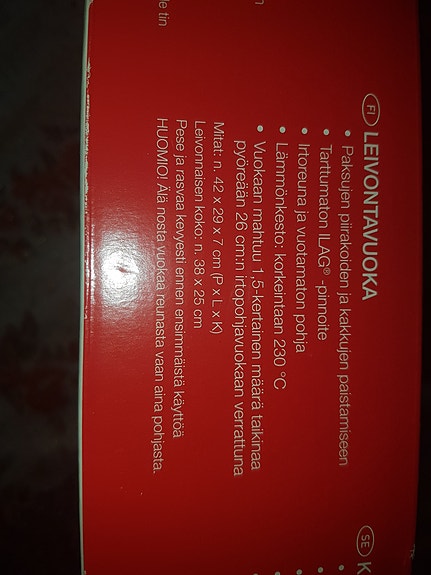 FI LEIVONTAVUOKA
• Paksujen piirakoiden ja kakkujen paistamiseen
• Tarttumaton ILAG® -pinnoite
• Irtoreuna ja vuotamaton pohja
• Lämmönkesto: korkeintaan 230 °C
• Vuokaan mahtuu 1,5-kertainen määrä taikinaa
pyöreään 26 cm:n irtopohjavuokaan verrattuna
Mitat: n. 42 x 29 x 7 cm (P x L x K)
Leivonnaisen koko: n. 38 x 25 cm
Pese ja rasvaa kevyesti ennen ensimmäistä käyttöä
HUOMIO! Älä nosta vuokaa reunasta vaan aina pohjasta.
SE K
n
le tin